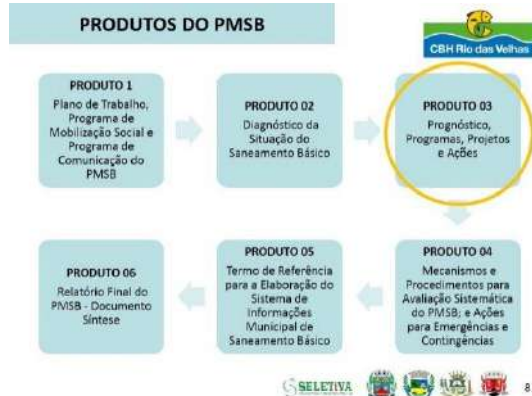 PRODUTOS DO PMSB
CBH Rio das Velhas
PRODUTO 1
Plano de Trabalho,
Programa de
Mobilização Social e
Programa de
Comunicação do
PMSB
PRODUTO 02
Diagnóstico da
Situação do
Saneamento Básico
PRODUTO 03
Prognóstico,
Programas, Projetos
e Ações
PRODUTO 04
Mecanismos e
Procedimentos para
Avaliação Sistemática
do PMSB; e Ações
para Emergências e
Contingências
PRODUTO 05
Termo de Referência
para a Elaboração do
Sistema de
Informações
Municipal de
Saneamento Básico
PRODUTO 06
Relatório Final do
PMSB - Documento
Síntese
SELETIVA
8